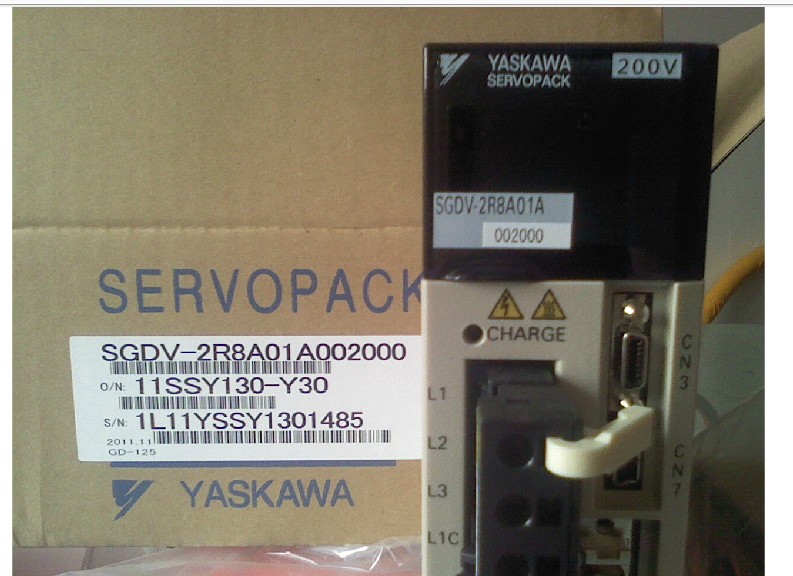 YASKAWA
SERVOPACK
200V
SGDV-2R8A01A
002000
CHARGE
CN3
CN7
L1
L2
L3
L1C
SERVOPACK
SGDV-2R8A01A002000
O/N: 11SSY130-Y30
S/N: 1L11YSSY1301485
2011.11
GD-125
YASKAWA